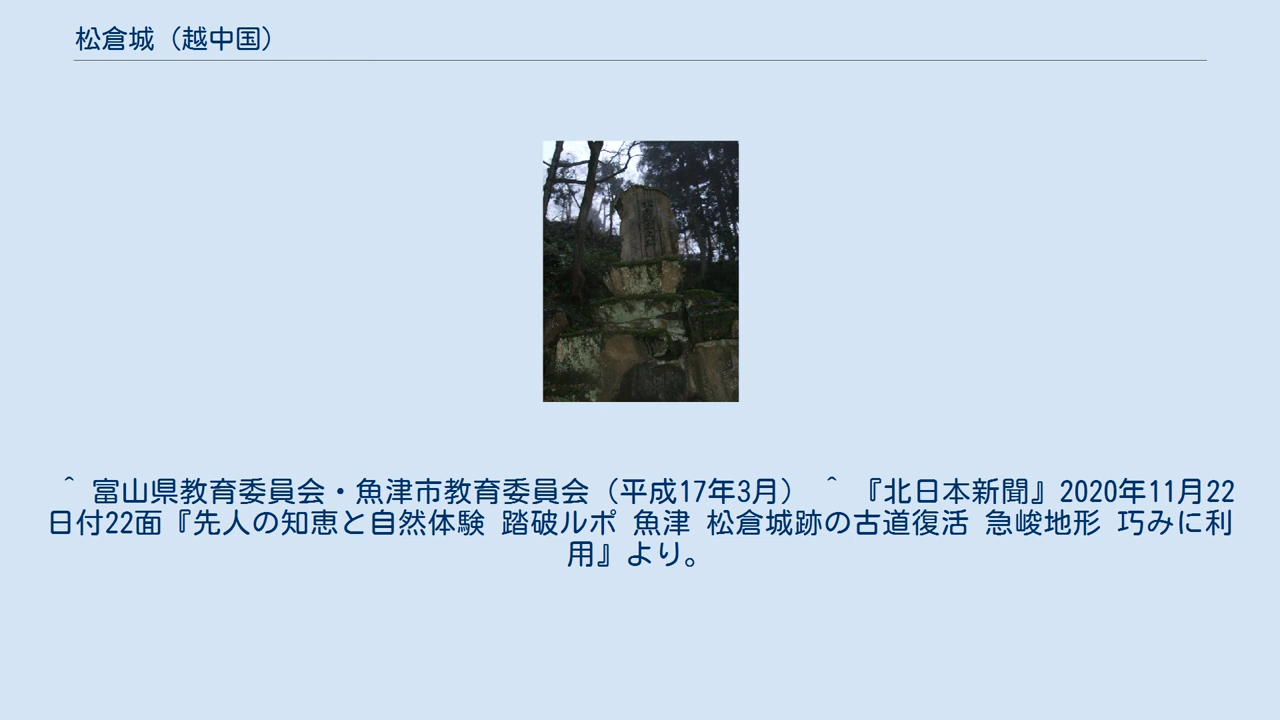 松倉城（越中国）
^ 富山県教育委員会・魚津市教育委員会（平成17年3月） ^ 『北日本新聞』2020年11月22
日付22面『先人の知恵と自然体験 踏破ルポ 魚津 松倉城跡の古道復活 急峻地形 巧みに利
用』より。